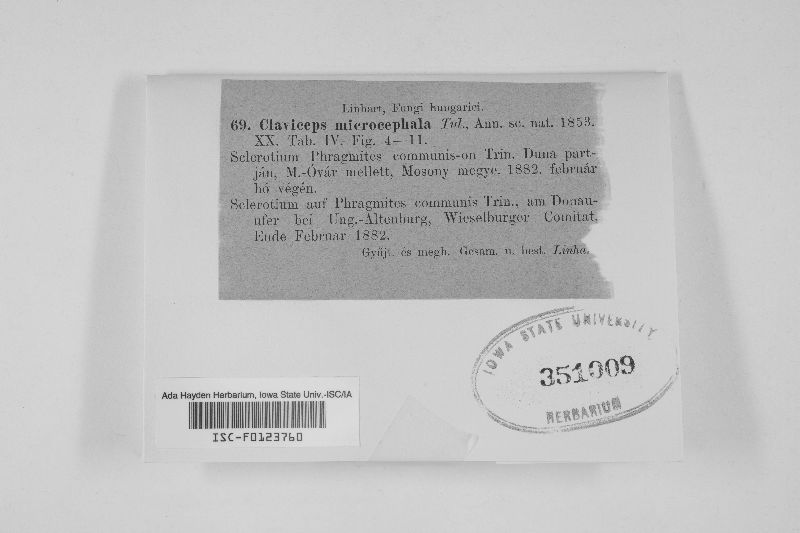 Linhart, Fungi hungarici.
69. Claviceps microcephala Tul., Ann. sc. nat. 1853.
XX. Tab. IV. Fig. 4—11.
Sclerotium Phragmites communis-on Trin. Duna part-
ján, M.-Óvár mellett, Mosony megye. 1882. február
hó végén.
Sclerotium auf Phragmites communis Trin., am Donau-
ufer bei Ung.-Altenburg, Wieselburger Comitat,
Ende Februar 1882.
Gyűjt. és megh. Gesam. u. best. Linha
IOWA STATE UNIVERSITY
351009
HERBARIUM
Ada Hayden Herbarium, Iowa State Univ.-ISC/IA
ISC-F0123760